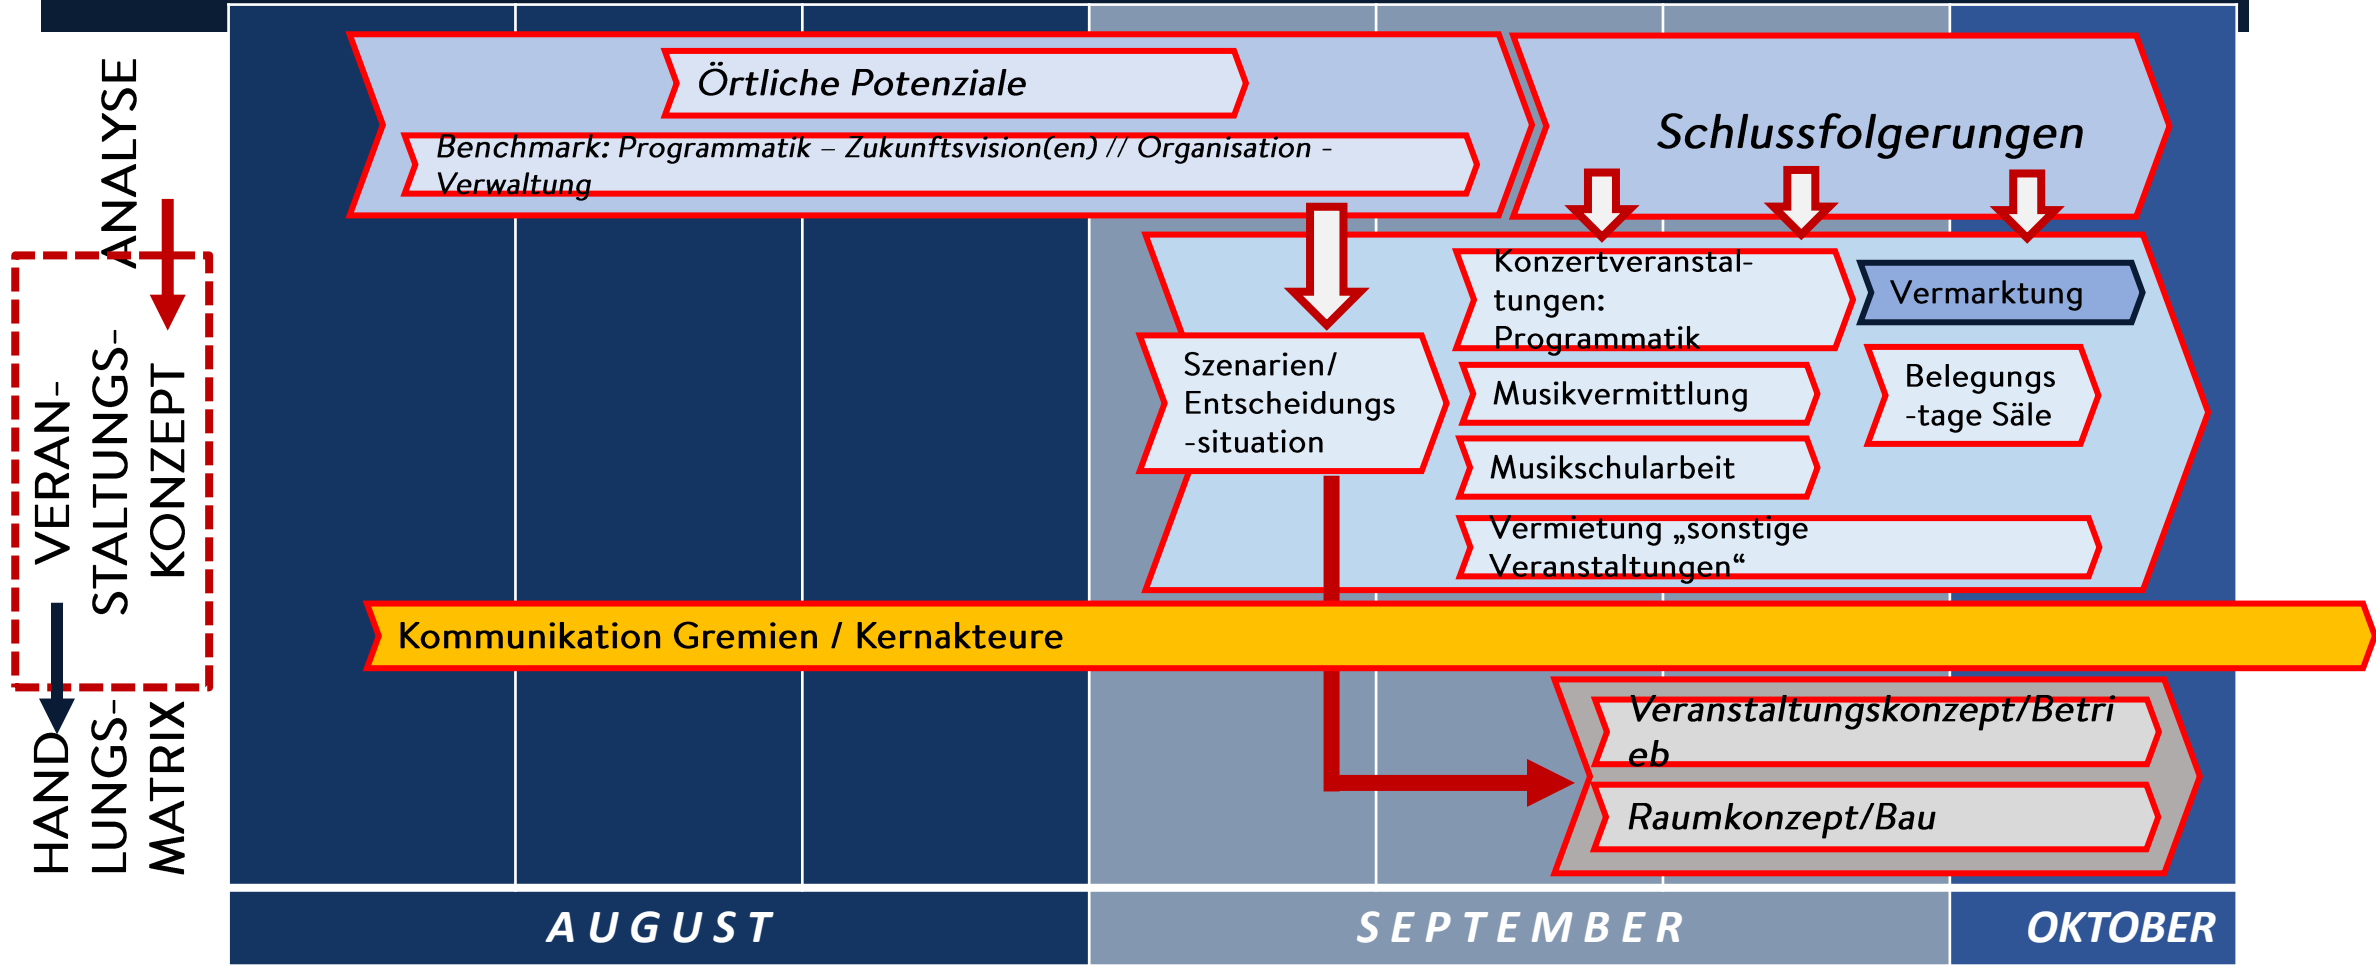 ANALYSE
Örtliche Potenziale
Benchmark: Programmatik – Zukunftsvision(en) // Organisation -
Verwaltung
Schlussfolgerungen
VERAN-
STALTUNGS-
KONZEPT
Szenarien/
Entscheidungs
-situation
Konzertveranstal-
tungen:
Programmatik
Musikvermittlung
Musikschularbeit
Vermietung „sonstige
Veranstaltungen“
Vermarktung
Belegungs
-tage Säle
Kommunikation Gremien / Kernakteure
HAND
LUNGS-
MATRIX
Veranstaltungskonzept/Betri
eb
Raumkonzept/Bau
AUGUST
SEPTEMBER
OKTOBER